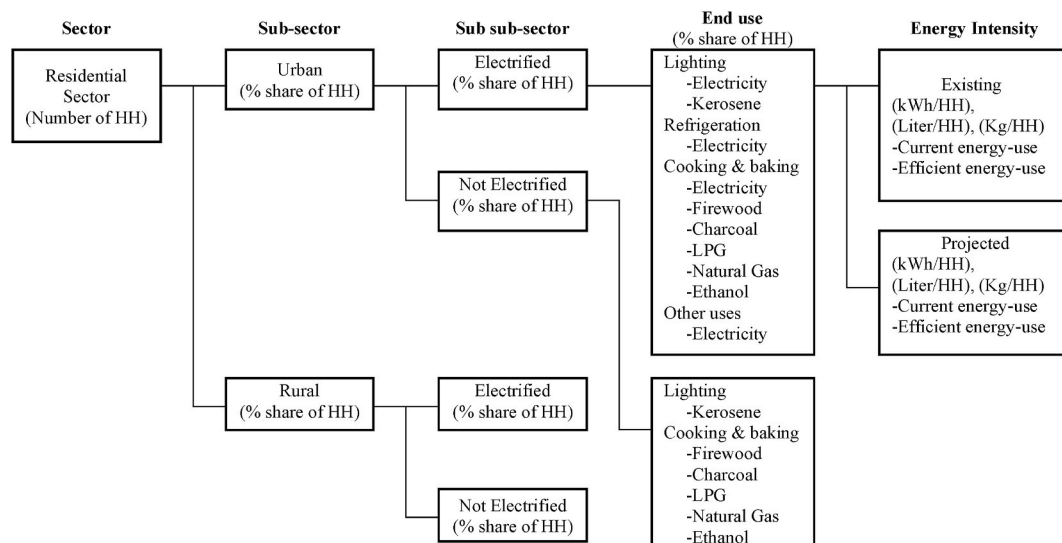 Sector
Sub-sector
Sub sub-sector
End use
(% share of HH)
Energy Intensity
Residential
Sector
(Number of HH)
Urban
(% share of HH)
Electrified
(% share of HH)
Not Electrified
(% share of HH)
Rural
(% share of HH)
Electrified
(% share of HH)
Not Electrified
(% share of HH)
Lighting
-Electricity
-Kerosene
Refrigeration
-Electricity
Cooking & baking
-Electricity
-Firewood
-Charcoal
-LPG
-Natural Gas
-Ethanol
Other uses
-Electricity
Lighting
-Kerosene
Cooking & baking
-Firewood
-Charcoal
-LPG
-Natural Gas
-Ethanol
Existing
(kWh/HH),
(Liter/HH), (Kg/HH)
-Current energy-use
-Efficient energy-use
Projected
(kWh/HH),
(Liter/HH), (Kg/HH)
-Current energy-use
-Efficient energy-use